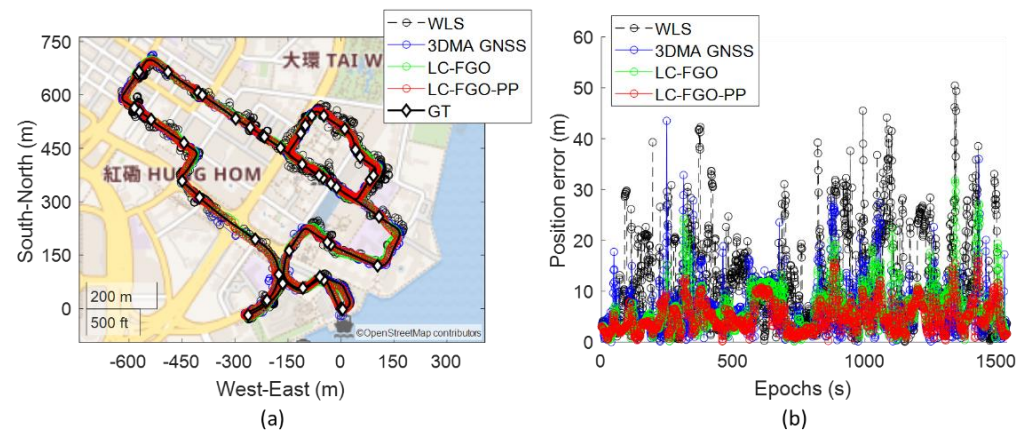 WLS
3DMA GNSS
LC-FGO
LC-FGO-PP
GT
大環 TAI W
紅磡 HUNG HOM
750
600
450
300
150
0
South-North (m)
200 m
500 ft
©OpenStreetMap contributors
-600
-450
-300
-150
0
150
300
West-East (m)
(a)
WLS
3DMA GNSS
LC-FGO
LC-FGO-PP
60
50
40
30
20
10
0
Position error (m)
0
500
1000
1500
Epochs (s)
(b)